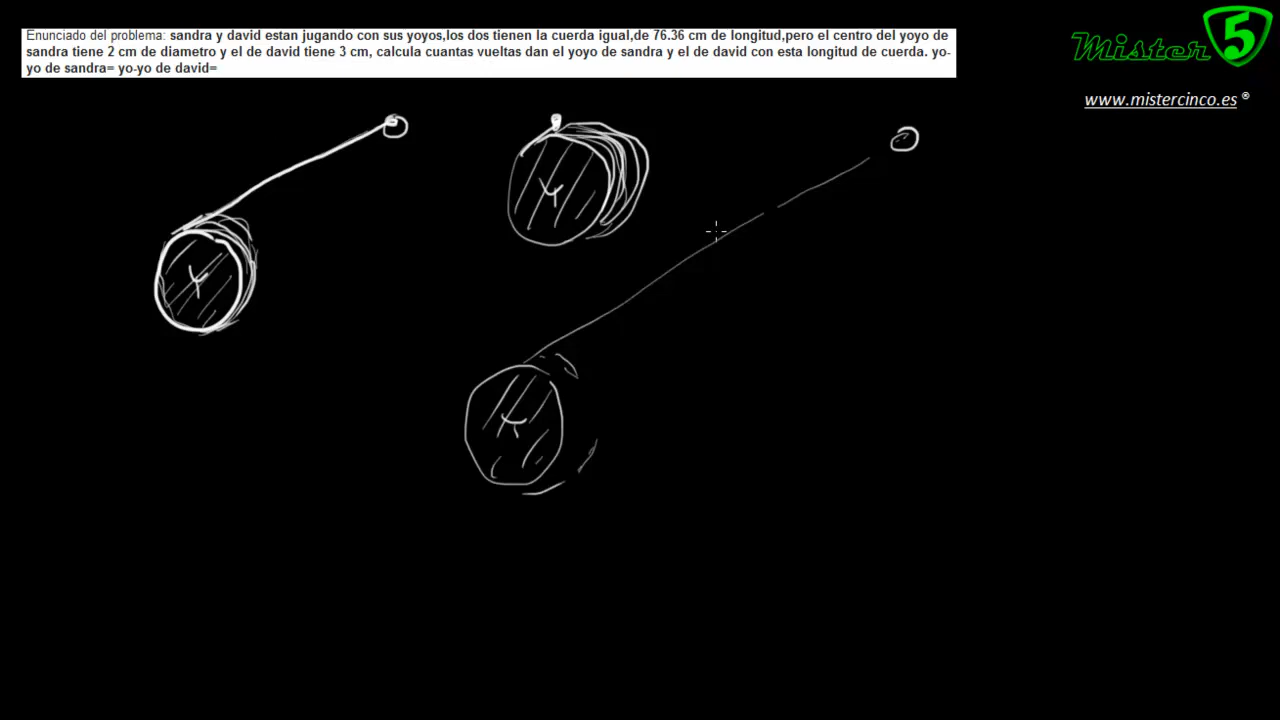 Enunciado del problema: sandra y david estan jugando con sus yoyos,los dos tienen la cuerda igual,de 76.36 cm de longitud,pero el centro del yoyo de
sandra tiene 2 cm de diametro y el de david tiene 3 cm, calcula cuantas vueltas dan el yoyo de sandra y el de david con esta longitud de cuerda. yo-
yo de sandra= yo-yo de david=
Mister 5
www.mistercinco.es ®
Y
Y